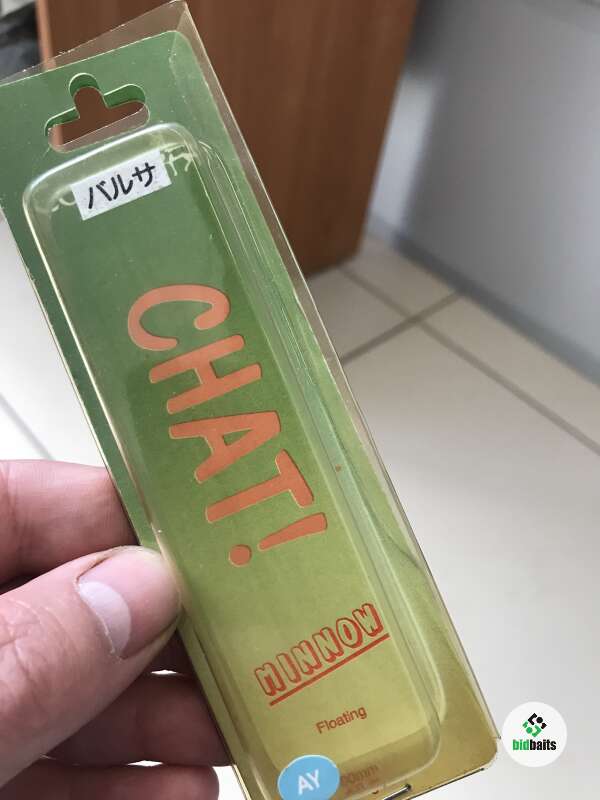 バルサ
CHAT!
MINNOW
Floating
AY
bidbaits